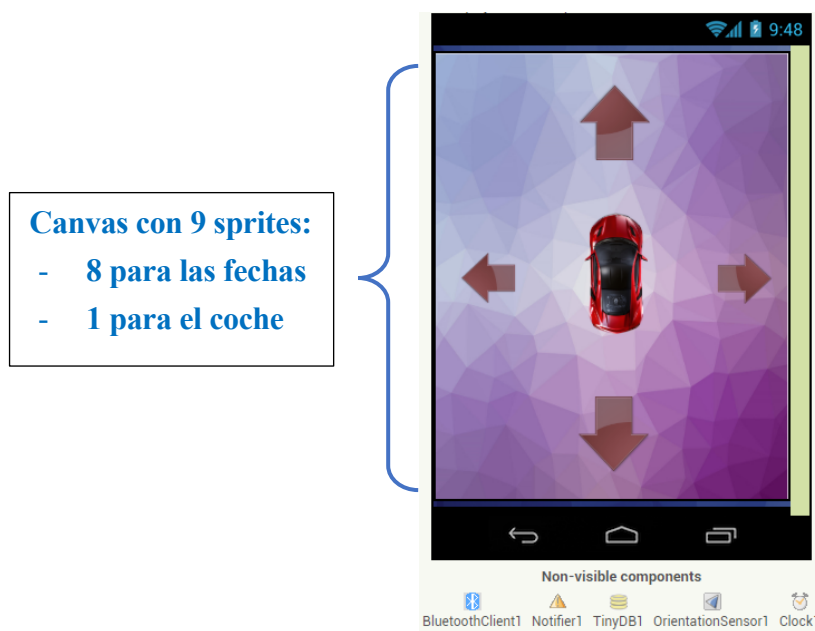 9:48
Canvas con 9 sprites:
- 8 para las fechas
- 1 para el coche
Non-visible components
BluetoothClient1 Notifier1 TinyDB1 OrientationSensor1 Clock